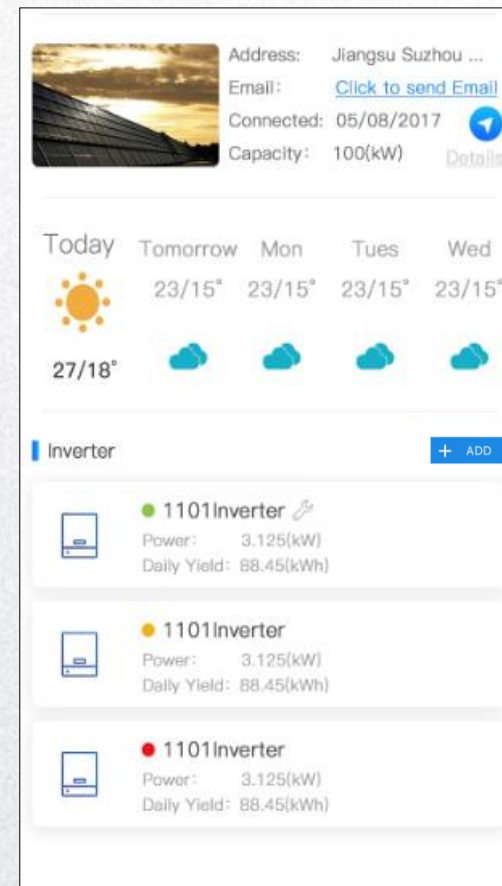 Address: Jiangsu Suzhou ...
Email: Click to send Email
Connected: 05/08/2017
Capacity: 100(kW) Details
Today Tomorrow Mon Tues Wed
23/15° 23/15° 23/15° 23/15°
27/18°
Inverter + ADD
1101Inverter
Power: 3.125(kW)
Daily Yield: 88.45(kWh)
1101Inverter
Power: 3.125(kW)
Daily Yield: 88.45(kWh)
1101Inverter
Power: 3.125(kW)
Daily Yield: 88.45(kWh)